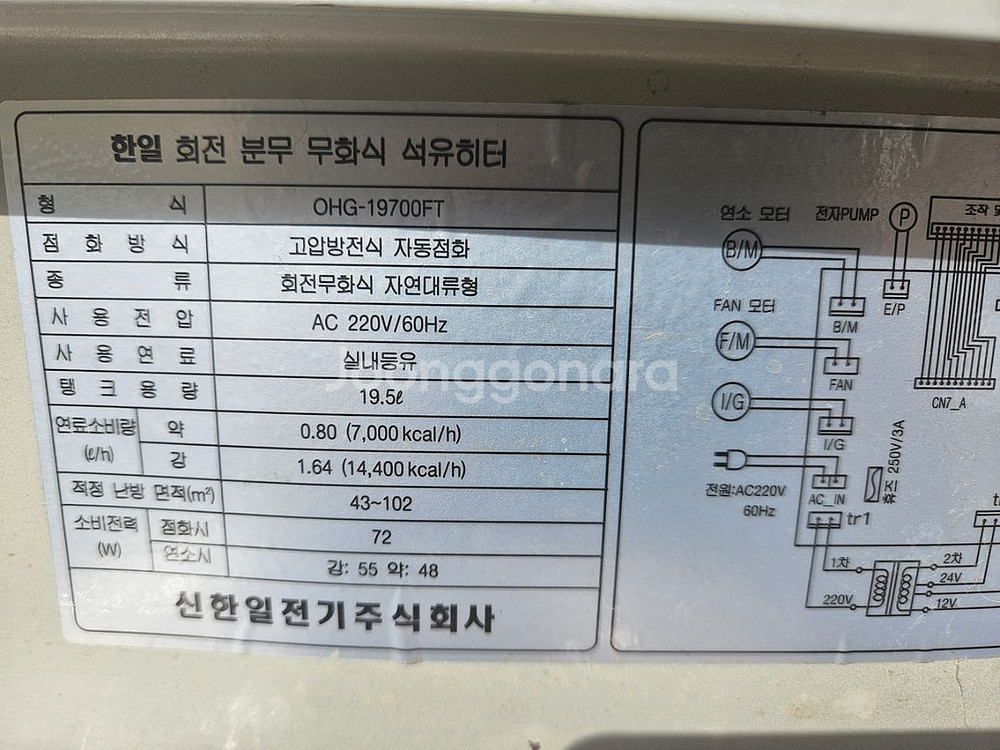 한일 회전 분무 무화식 석유히터
형 식 OHG-19700FT
점 화 방 식 고압방전식 자동점화
종 류 회전무화식 자연대류형
사 용 전 압 AC 220V/60Hz
사 용 연 료 실내등유
탱 크 용 량 19.5ℓ
연료소비량 (ℓ/h) 약 0.80 (7,000kcal/h)
강 1.64 (14,400kcal/h)
적정 난방 면적(m²) 43~102
소비전력 (W) 점화시 72
연소시 강: 55 약: 48
신한일전기주식회사
Juonggonara
연소 모터 전자PUMP P
조작
B/M
B/M
E/P
FAN 모터
F/M
FAN
CN7_A
I/G
I/G
휴즈 250V/3A
전원:AC220V
60Hz
AC_IN
tr1
1차
2차
24V
220V
12V